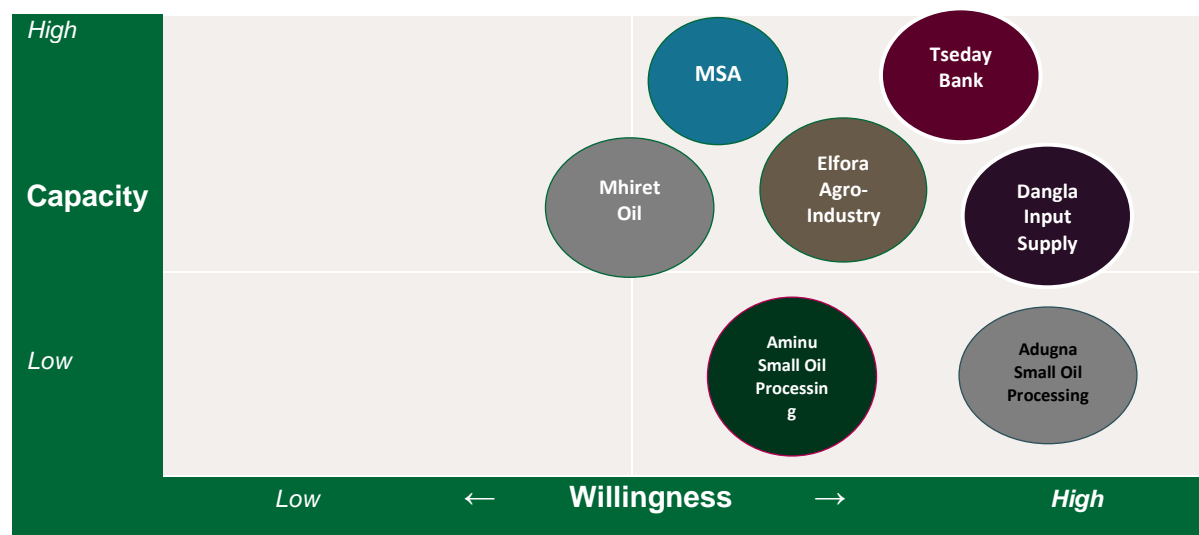 High
MSA
Tseday
Bank
Capacity
Mhiret
Oil
Elfora
Agro-
Industry
Dangla
Input
Supply
Low
Aminu
Small Oil
Processin
g
Adugna
Small Oil
Processing
Low ← Willingness → High